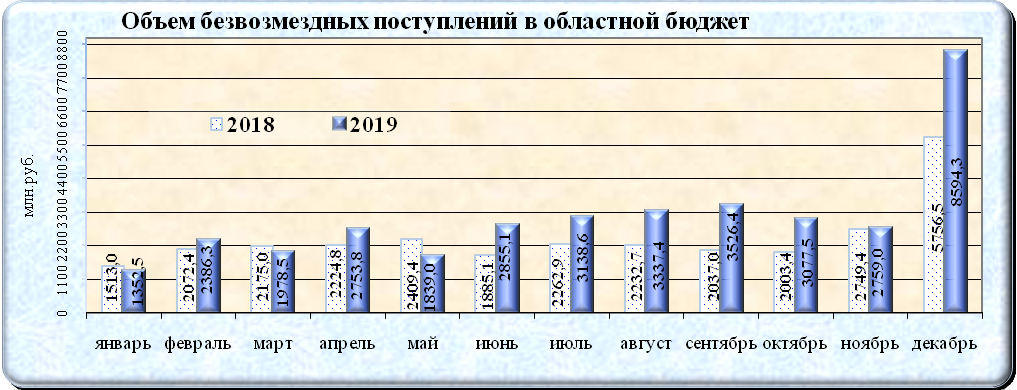 Объем безвозмездных поступлений в областной бюджет
млн.руб.
0 1100 2200 3300 4400 5500 6600 7700 8800
2018 2019
1513,0 1352,5 2072,4 2386,3 2175,0 1978,5 2224,8 2753,8 2409,4 1839,0 1885,1 2855,1 2262,9 3138,6 2232,7 3337,4 2037,0 3526,4 2003,4 3077,5 2749,4 2759,0 5756,5 8594,3
январь февраль март апрель май июнь июль август сентябрь октябрь ноябрь декабрь